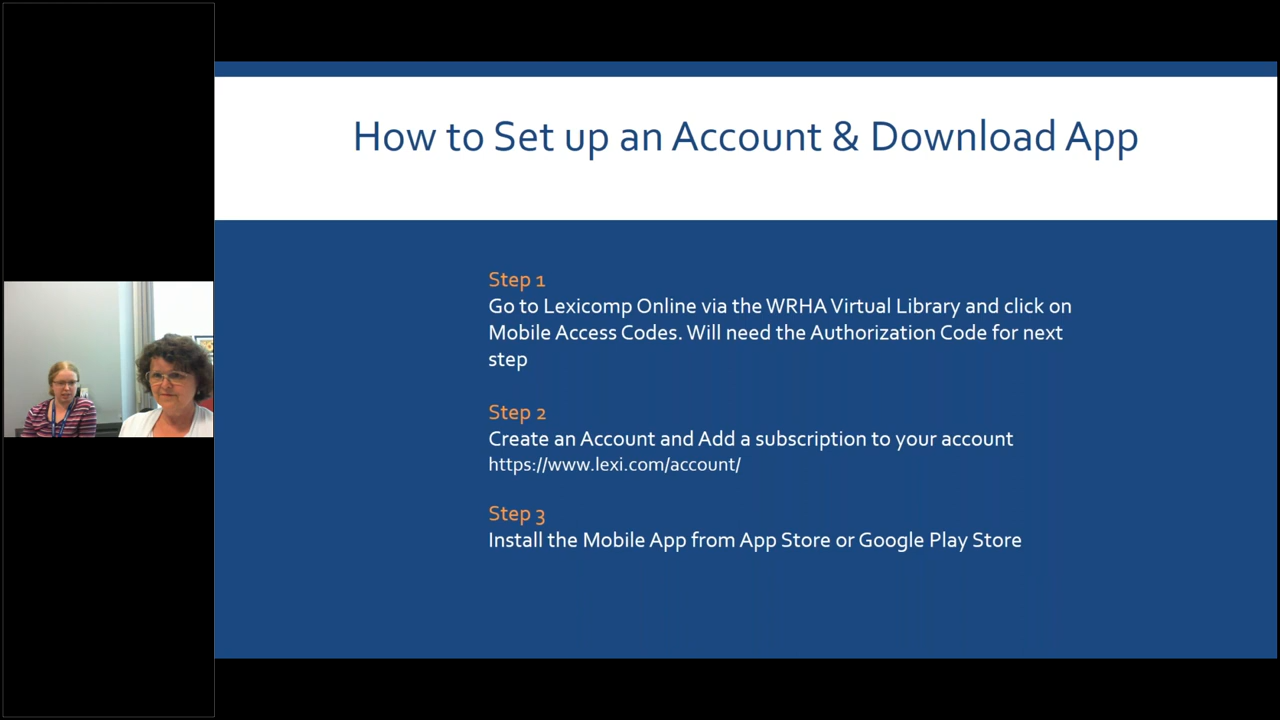 How to Set up an Account & Download App
Step 1
Go to Lexicomp Online via the WRHA Virtual Library and click on
Mobile Access Codes. Will need the Authorization Code for next
step
Step 2
Create an Account and Add a subscription to your account
https://www.lexi.com/account/
Step 3
Install the Mobile App from App Store or Google Play Store